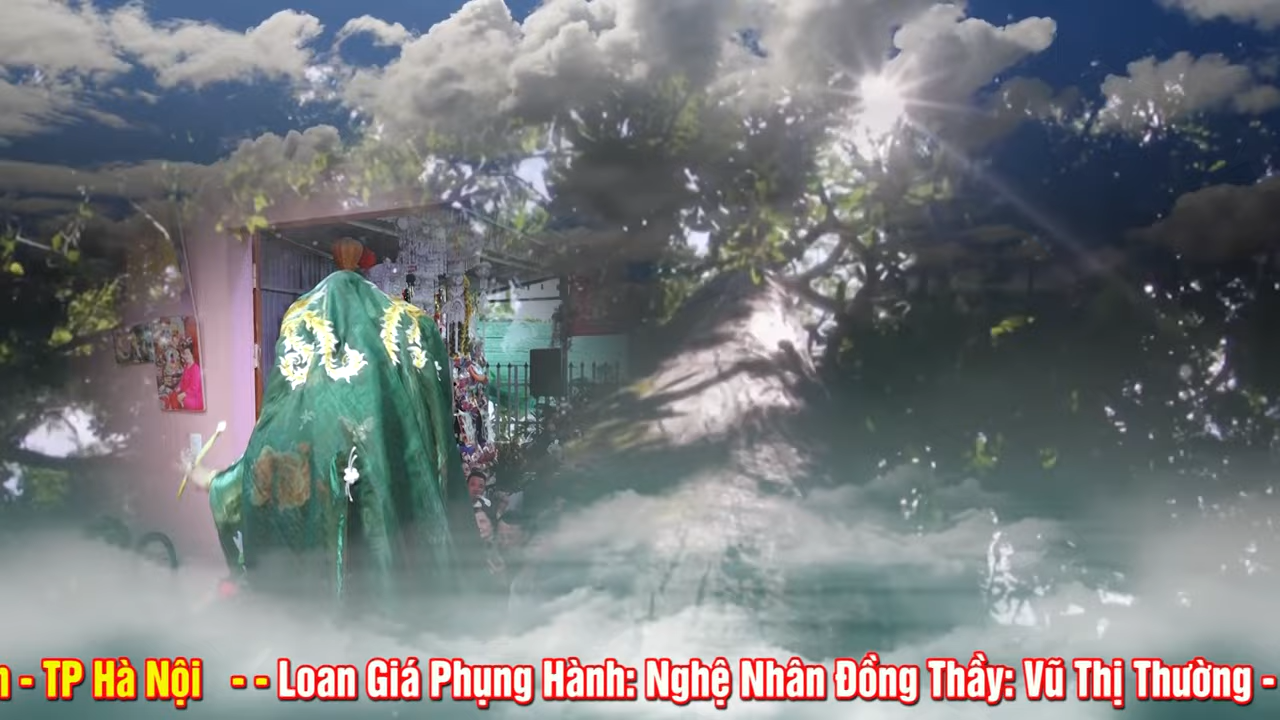 - TP Hà Nội - - Loan Giá Phụng Hành: Nghệ Nhân Đồng Thầy: Vũ Thị Thường -